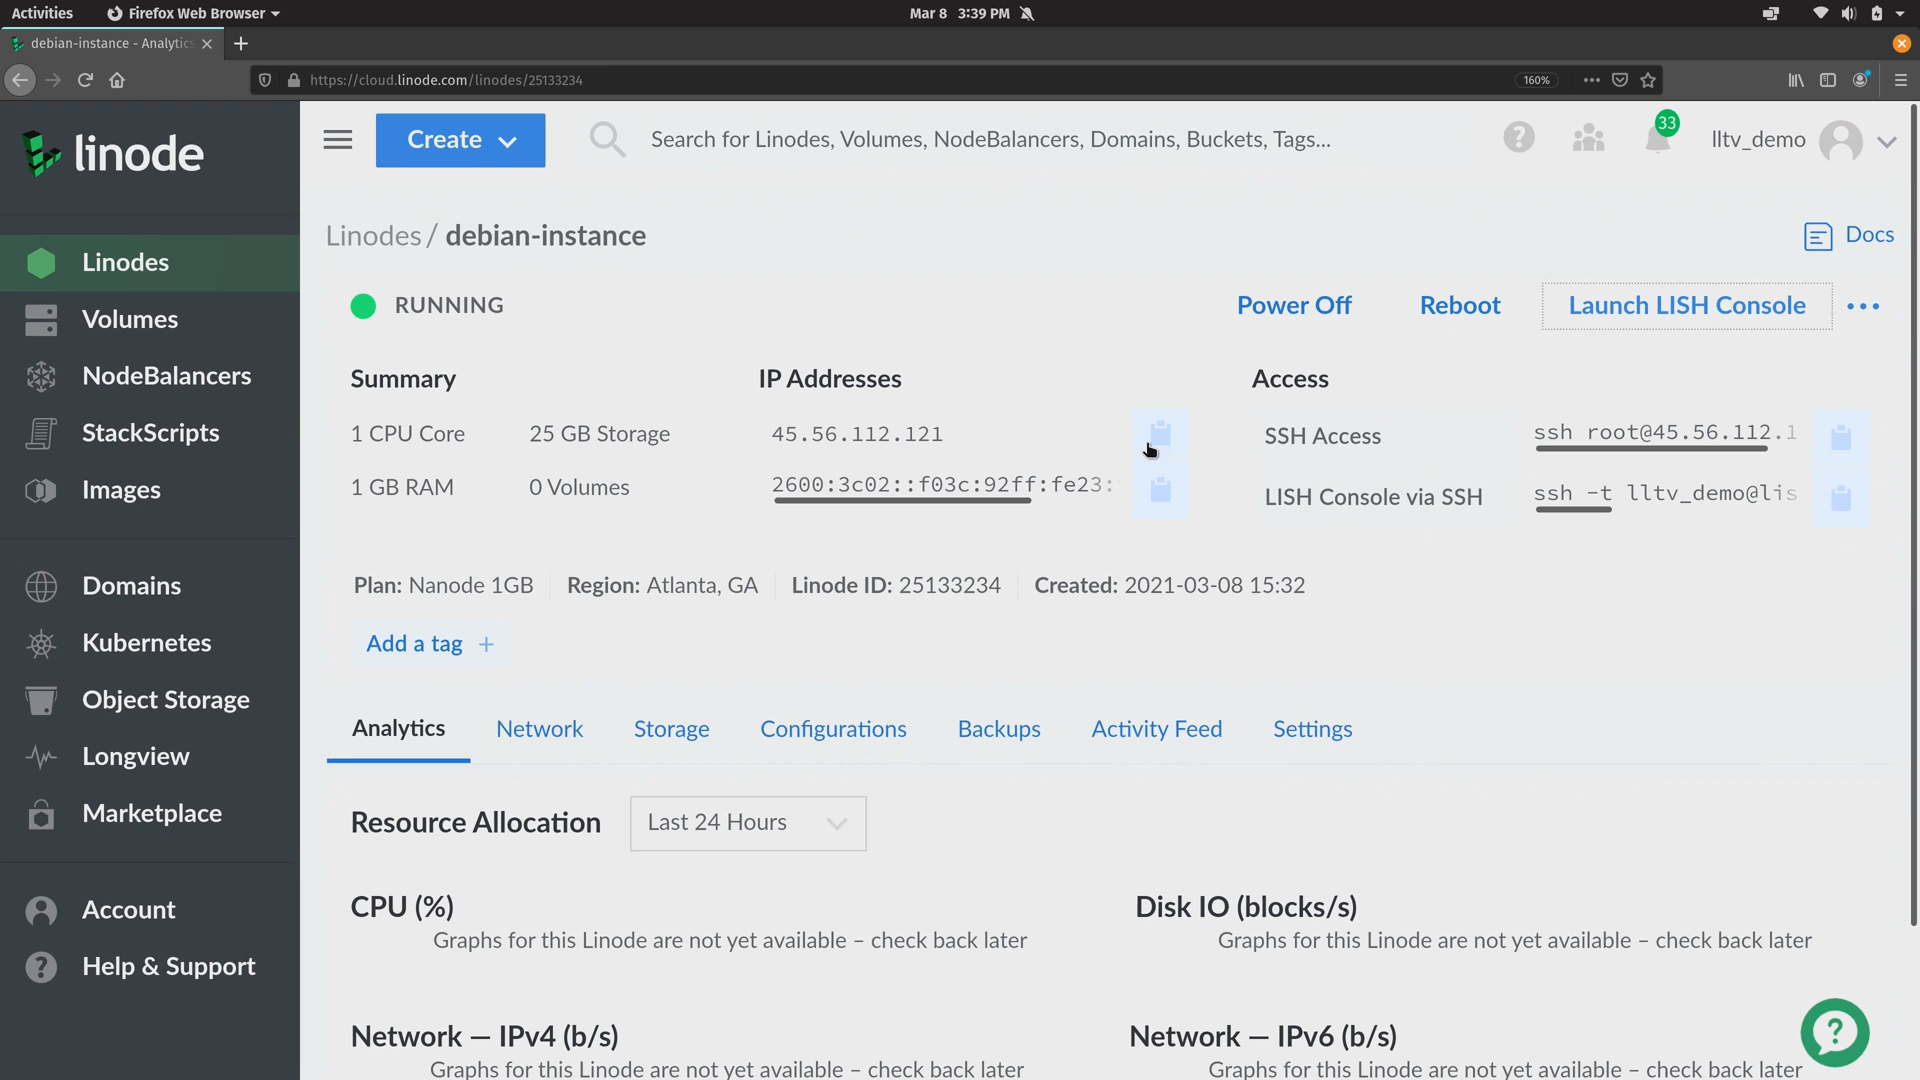 Activities
Firefox Web Browser
Mar 8 3:39 PM
debian-instance - Analytics
https://cloud.linode.com/linodes/25133234
160%
linode
Create
Search for Linodes, Volumes, NodeBalancers, Domains, Buckets, Tags...
33
lltv_demo
Linodes
Volumes
NodeBalancers
StackScripts
Images
Domains
Kubernetes
Object Storage
Longview
Marketplace
Account
Help & Support
Linodes / debian-instance
Docs
RUNNING
Power Off
Reboot
Launch LISH Console
Summary
IP Addresses
Access
1 CPU Core
25 GB Storage
45.56.112.121
SSH Access
ssh root@45.56.112.1
1 GB RAM
0 Volumes
2600:3c02::f03c:92ff:fe23:
LISH Console via SSH
ssh -t lltv_demo@lis
Plan: Nanode 1GB
Region: Atlanta, GA
Linode ID: 25133234
Created: 2021-03-08 15:32
Add a tag +
Analytics
Network
Storage
Configurations
Backups
Activity Feed
Settings
Resource Allocation
Last 24 Hours
CPU (%)
Graphs for this Linode are not yet available – check back later
Disk IO (blocks/s)
Graphs for this Linode are not yet available – check back later
Network — IPv4 (b/s)
Graphs for this Linode are not yet available – check back later
Network — IPv6 (b/s)
Graphs for this Linode are not yet available – check back later